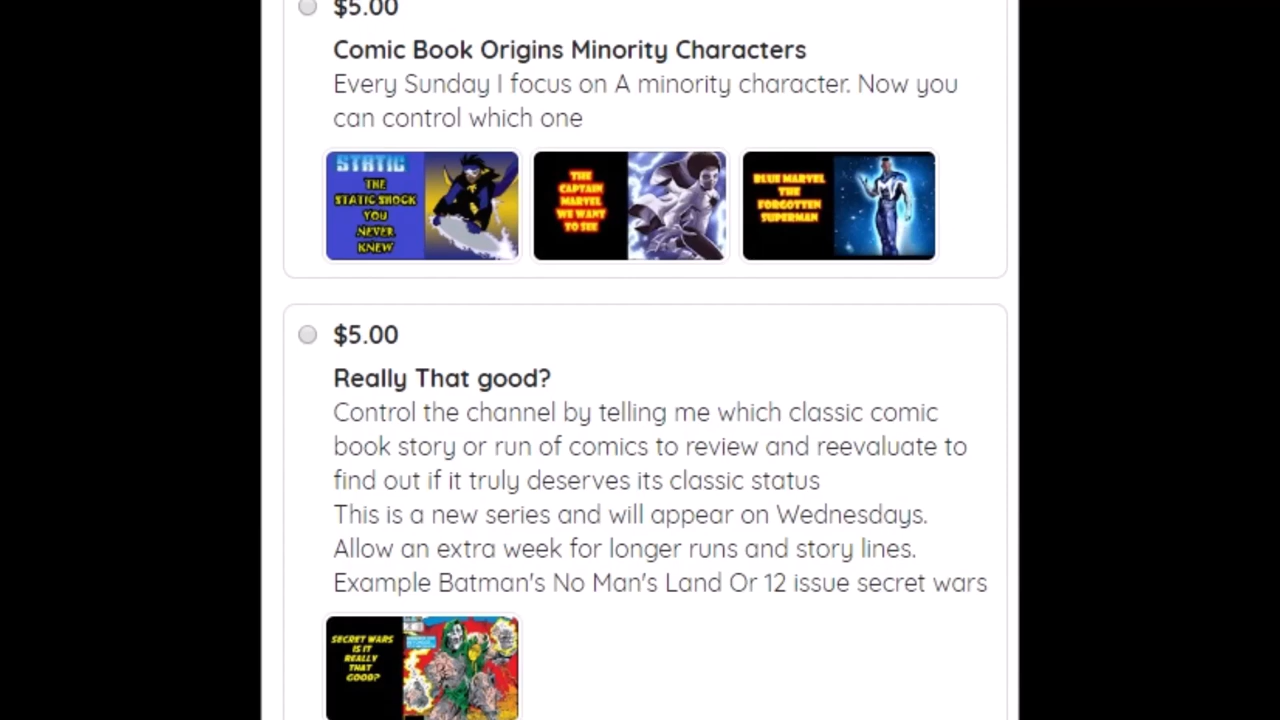 $5.00
Comic Book Origins Minority Characters
Every Sunday I focus on A minority character. Now you
can control which one
STATIC
THE
STATIC SHOCK
YOU
NEVER
KNEW
THE
CAPTAIN
MARVEL
WE WANT
TO SEE
BLUE MARVEL
THE
FORGOTTEN
SUPERMAN
$5.00
Really That good?
Control the channel by telling me which classic comic
book story or run of comics to review and reevaluate to
find out if it truly deserves its classic status
This is a new series and will appear on Wednesdays.
Allow an extra week for longer runs and story lines.
Example Batman's No Man's Land Or 12 issue secret wars
SECRET WARS
IS IT
REALLY
THAT
GOOD?